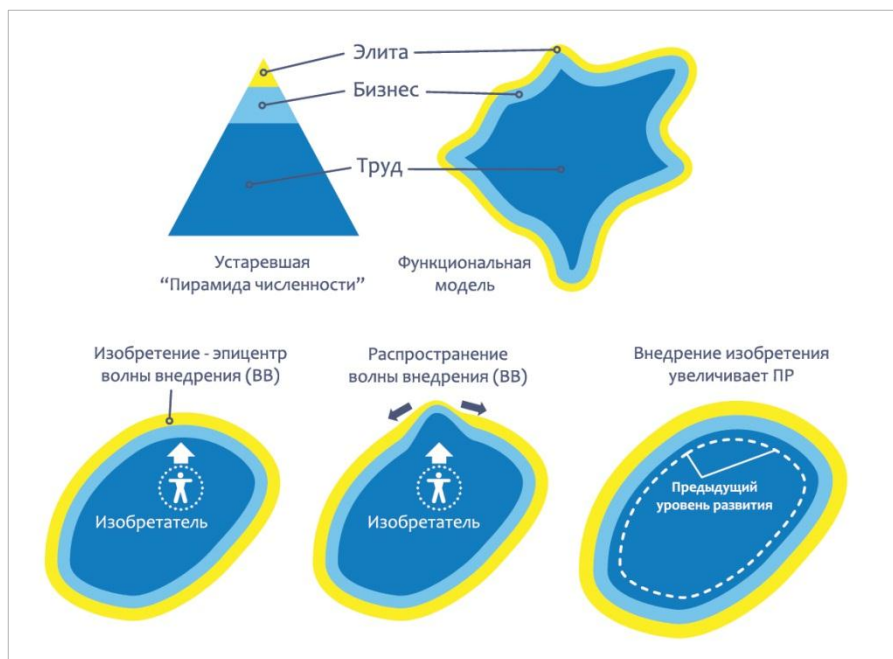 Элита
Бизнес
Труд
Устаревшая
“Пирамида численности”
Функциональная
модель
Изобретение - эпицентр
волны внедрения (ВВ)
Распространение
волны внедрения (ВВ)
Внедрение изобретения
увеличивает ПР
Изобретатель
Изобретатель
Предыдущий
уровень развития